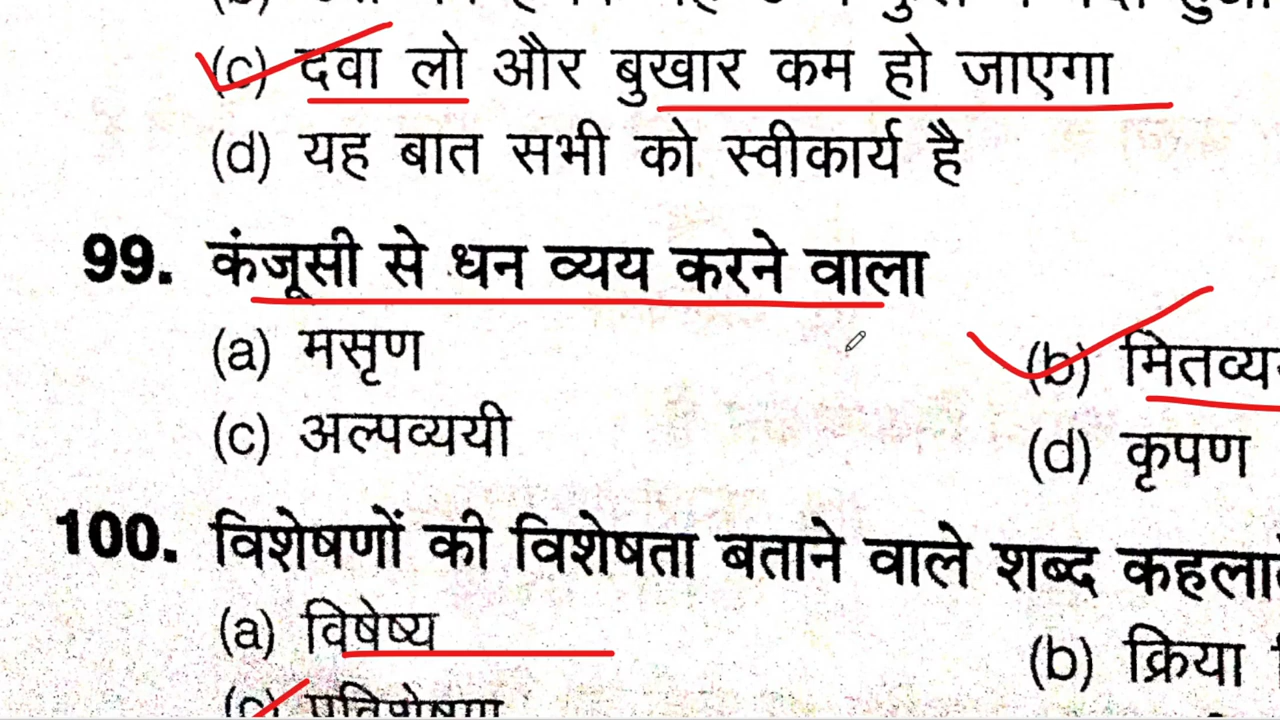 (c) दवा लो और बुखार कम हो जाएगा
(d) यह बात सभी को स्वीकार्य है
99. कंजूसी से धन व्यय करने वाला
(a) मसृण
(b)
(c) अल्पव्ययी
(d) कृपण
100. विशेषणों की विशेषता बताने वाले शब्द
(a) विषेष्य
(b) क्रिया